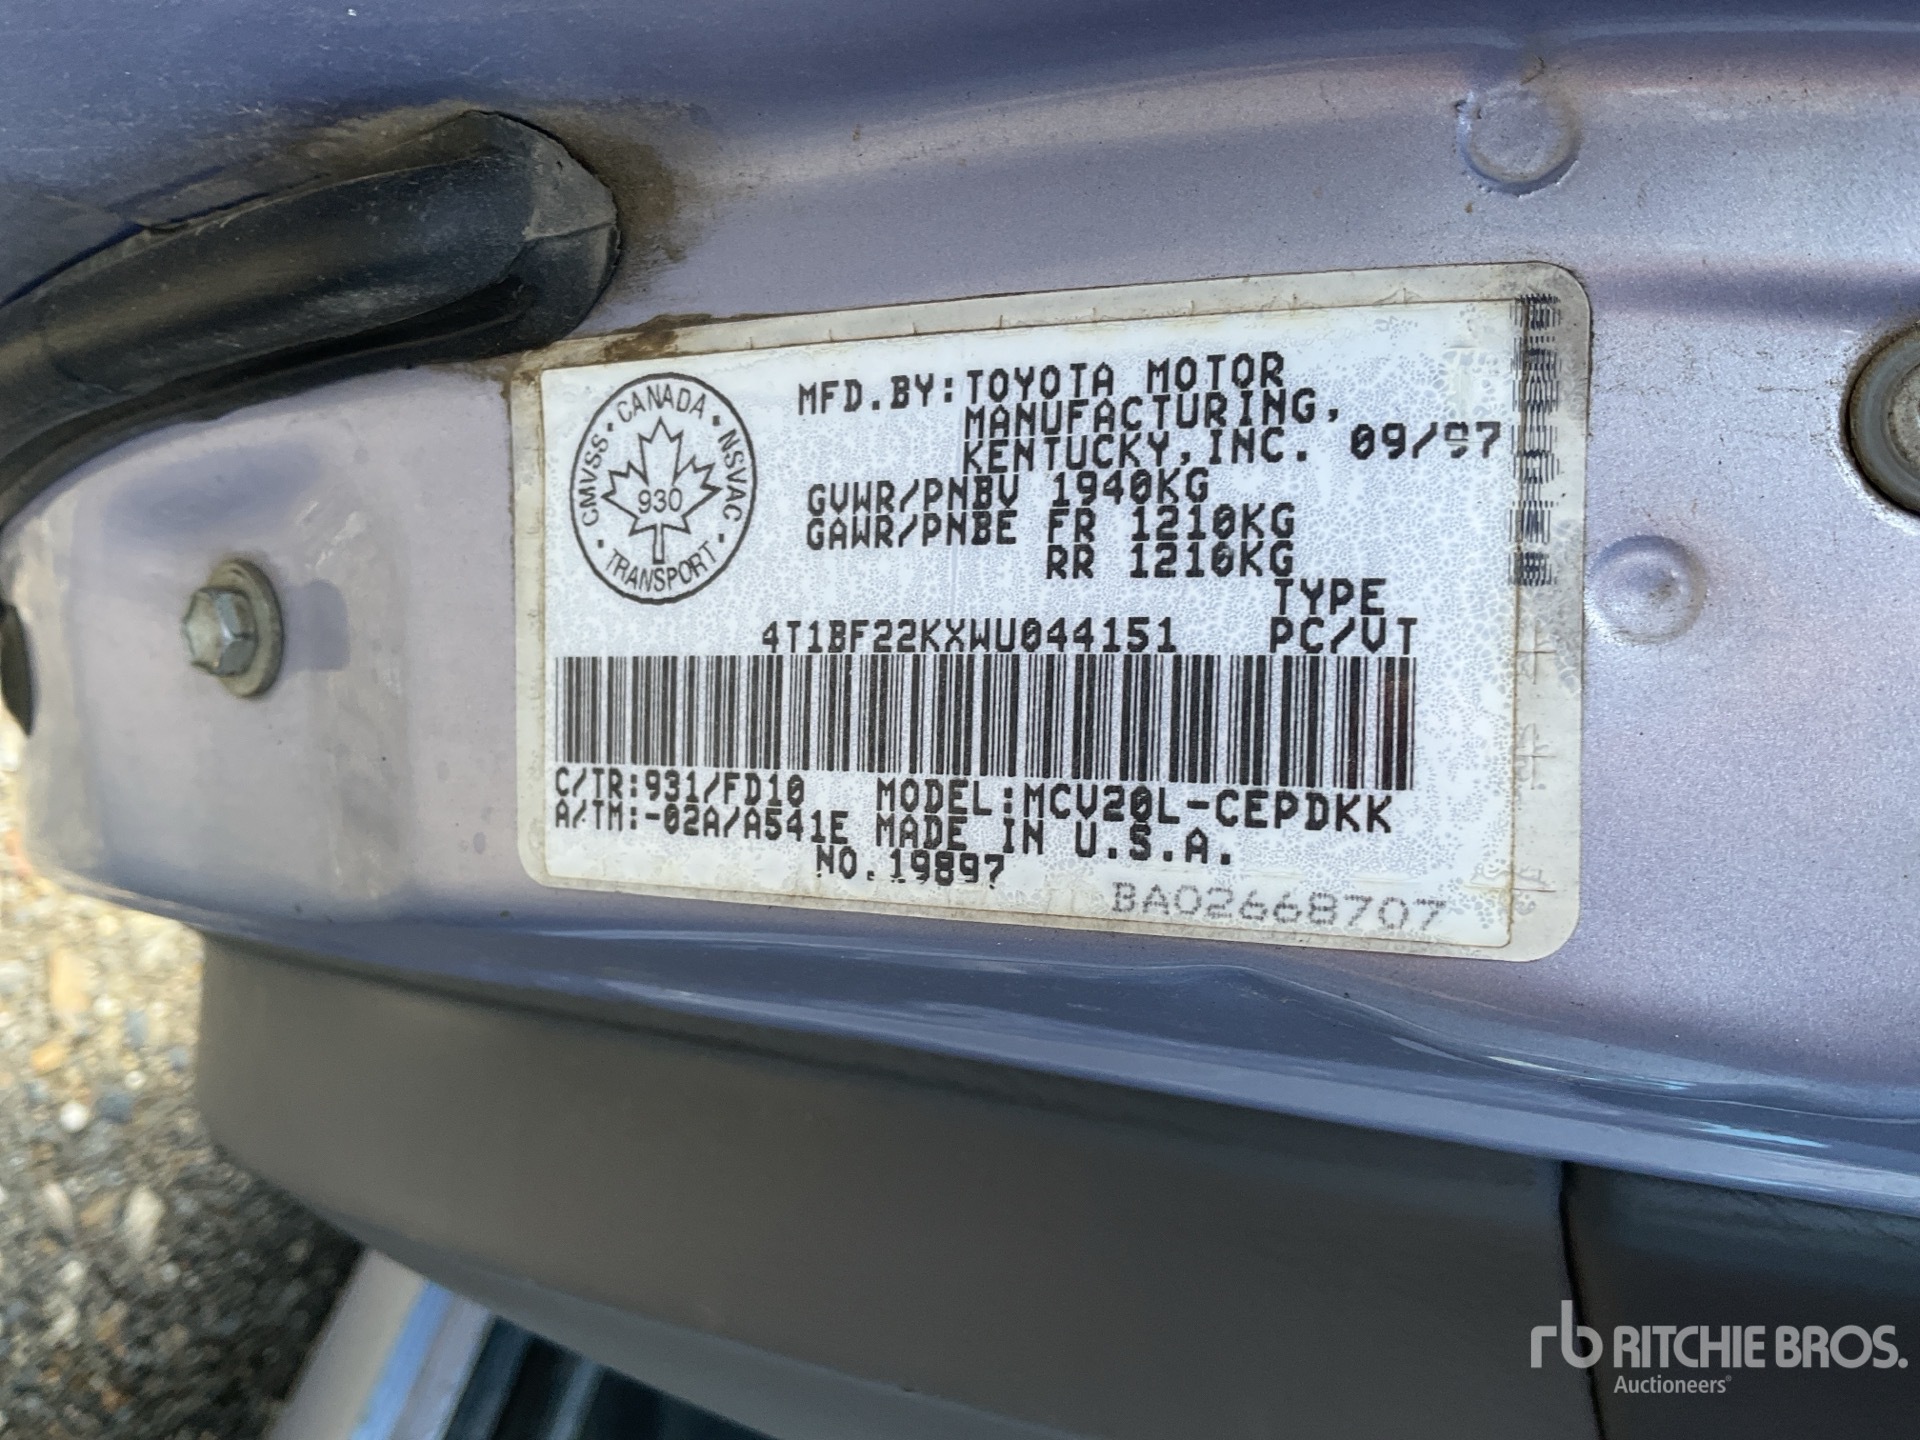 CMVSS • CANADA • NSVAC • TRANSPORT •
930
MFD.BY:TOYOTA MOTOR
MANUFACTURING,
KENTUCKY,INC. 09/97
GVWR/PNBV 1940KG
GAWR/PNBE FR 1210KG
RR 1210KG
TYPE
4T1BF22KXWU044151 PC/VT
C/TR:931/FD10 MODEL:MCV20L-CEPDKK
A/TM:-02A/A541E MADE IN U.S.A.
NO.19897
BA02668707
rb RITCHIE BROS.
Auctioneers®